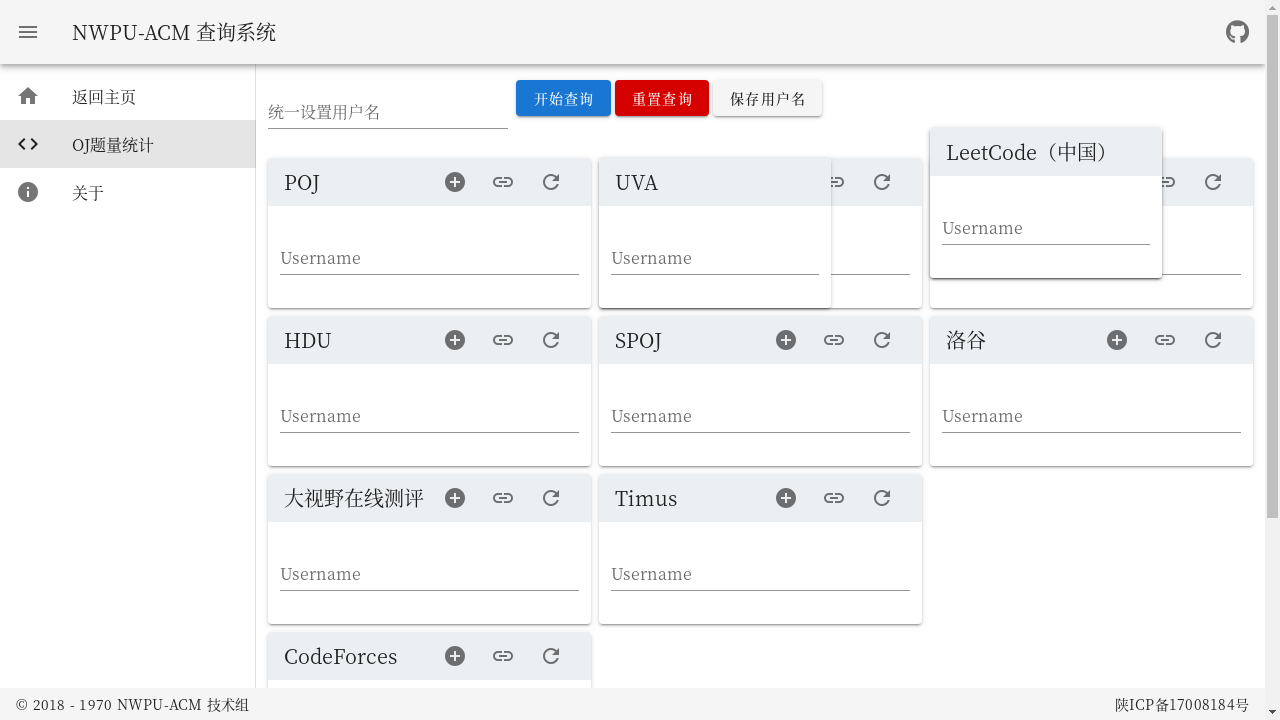 NWPU-ACM 查询系统
返回主页
OJ题量统计
关于
统一设置用户名
开始查询
重置查询
保存用户名
POJ
Username
UVA
Username
LeetCode（中国）
Username
HDU
Username
SPOJ
Username
洛谷
Username
大视野在线测评
Username
Timus
Username
CodeForces
© 2018 - 1970 NWPU-ACM 技术组
陕ICP备17008184号